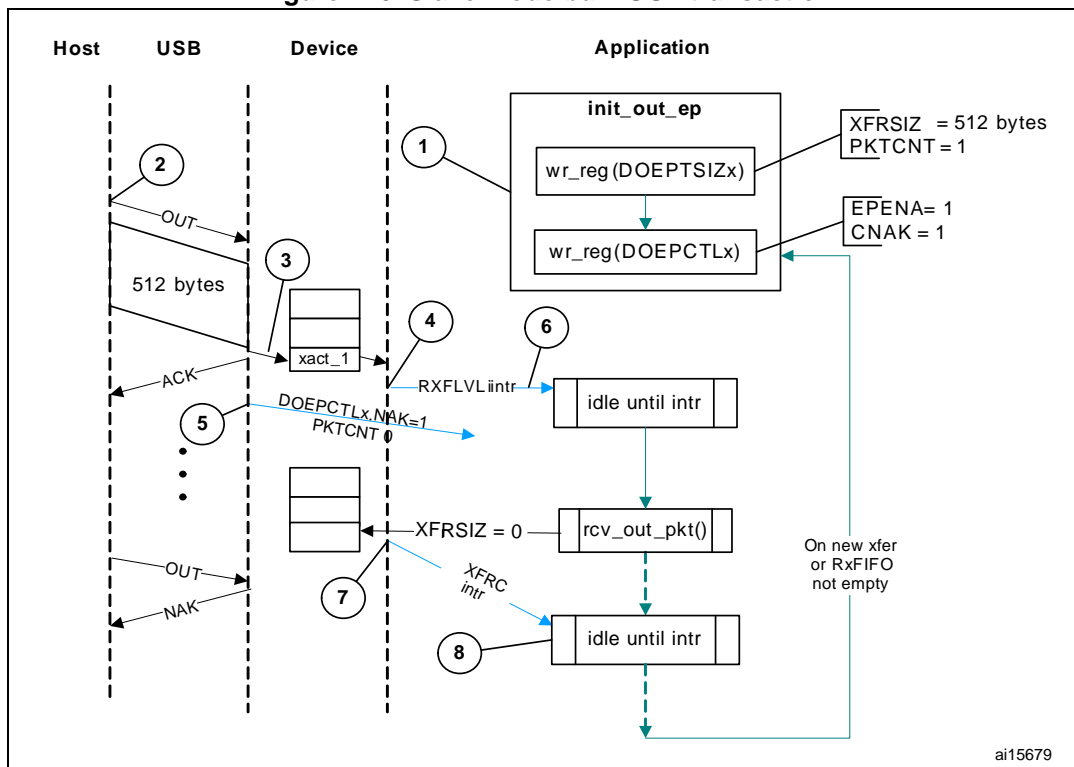 Host USB Device Application
init_out_ep
XFRSIZ = 512 bytes
PKTCNT = 1
1
wr_reg(DOEPTSIZx)
2
OUT
EPENA= 1
CNAK = 1
wr_reg(DOEPCTLx)
3
512 bytes
4
6
xact_1
ACK
RXFLVL iintr
idle until intr
DOEPCTLx.NAK=1
PKTCNT 0
5
XFRSIZ = 0
rcv_out_pkt()
On new xfer
or RxFIFO
not empty
OUT
XFRC
intr
7
NAK
idle until intr
8
ai15679